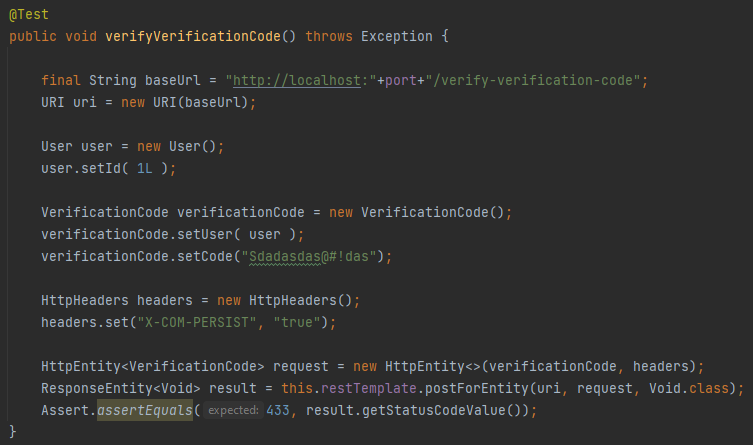 @Test
public void verifyVerificationCode() throws Exception {
final String baseUrl = "http://localhost:"+port+"/verify-verification-code";
URI uri = new URI(baseUrl);
User user = new User();
user.setId( 1L );
VerificationCode verificationCode = new VerificationCode();
verificationCode.setUser( user );
verificationCode.setCode("Sdadasdas@#!das");
HttpHeaders headers = new HttpHeaders();
headers.set("X-COM-PERSIST", "true");
HttpEntity<VerificationCode> request = new HttpEntity<>(verificationCode, headers);
ResponseEntity<Void> result = this.restTemplate.postForEntity(uri, request, Void.class);
Assert.assertEquals( expected: 433, result.getStatusCodeValue());
}